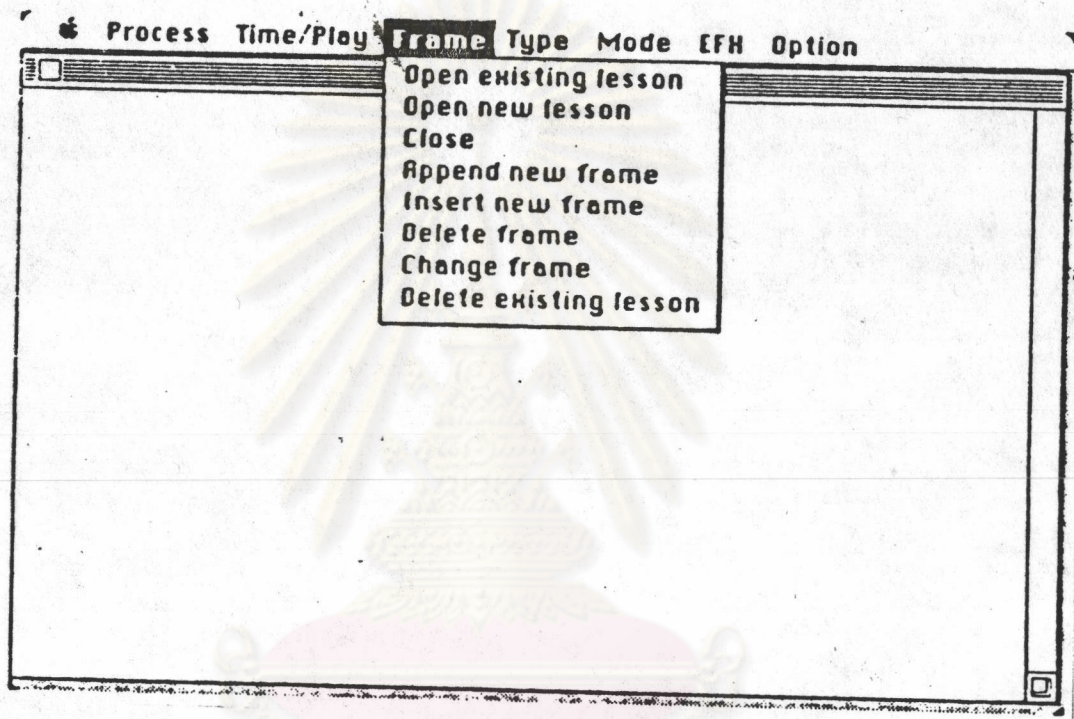 Process Time/Play Frame Type Mode EFH Option
Open existing lesson
Open new lesson
Close
Append new frame
Insert new frame
Delete frame
Change frame
Delete existing lesson